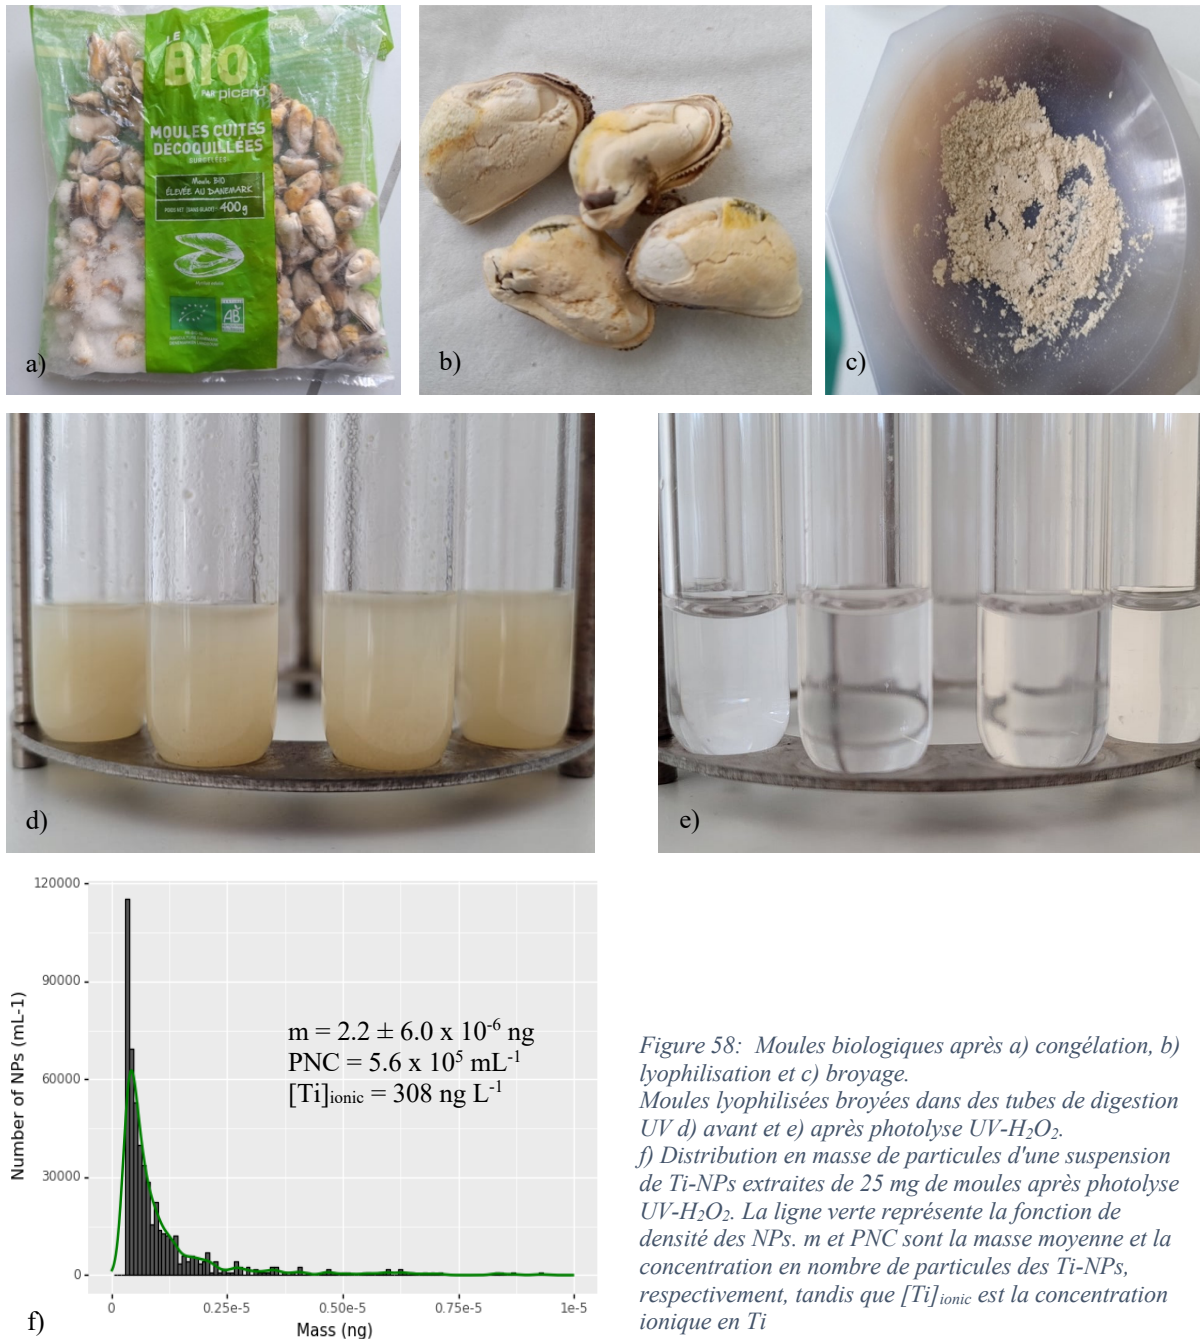 LE
BIO
PAR picard
MOULES CUITES
DÉCOQUILLÉES
SURGELÉES
Moule BIO
ÉLEVÉE AU DANEMARK
400g
AB
a)
b)
c)
d)
e)
120000
90000
60000
30000
0
Number of NPs (mL-1)
m = 2.2 ± 6.0 x 10⁻⁶ ng
PNC = 5.6 x 10⁵ mL⁻¹
[Ti]ionic = 308 ng L⁻¹
0 0.25e-5 0.50e-5 0.75e-5 1e-5
Mass (ng)
f)
Figure 58: Moules biologiques après a) congélation, b)
lyophilisation et c) broyage.
Moules lyophilisées broyées dans des tubes de digestion
UV d) avant et e) après photolyse UV-H₂O₂.
f) Distribution en masse de particules d'une suspension
de Ti-NPs extraites de 25 mg de moules après photolyse
UV-H₂O₂. La ligne verte représente la fonction de
densité des NPs. m et PNC sont la masse moyenne et la
concentration en nombre de particules des Ti-NPs,
respectivement, tandis que [Ti]ionic est la concentration
ionique en Ti